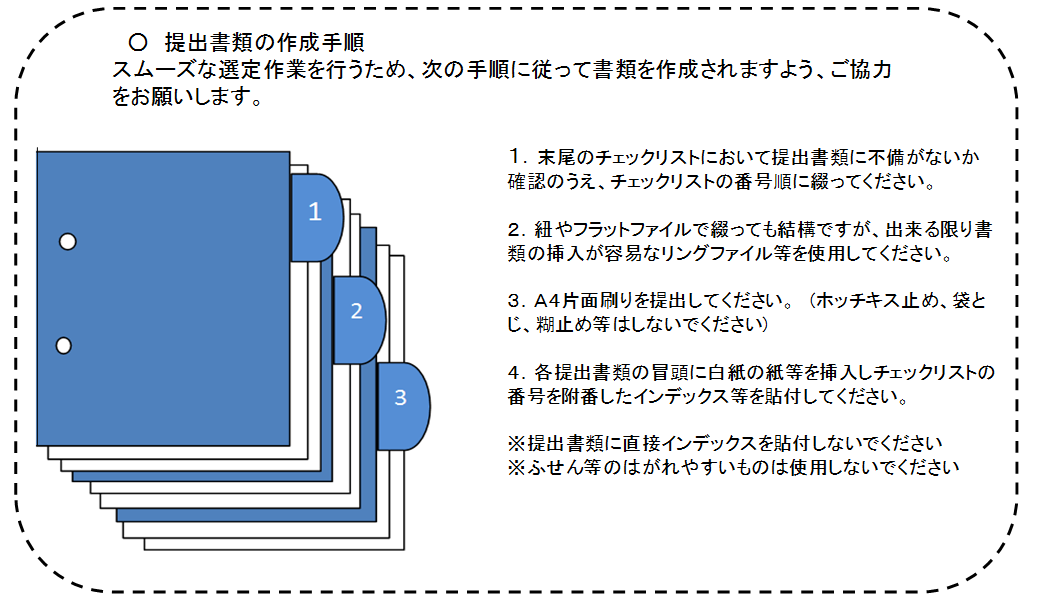 ○　提出書類の作成手順
スムーズな選定作業を行うため、次の手順に従って書類を作成されますよう、ご協力
をお願いします。
1
2
3
１．末尾のチェックリストにおいて提出書類に不備がないか
確認のうえ、チェックリストの番号順に綴ってください。
２．紐やフラットファイルで綴っても結構ですが、出来る限り書
類の挿入が容易なリングファイル等を使用してください。
３．Ａ４片面刷りを提出してください。（ホッチキス止め、袋と
じ、糊止め等はしないでください）
４．各提出書類の冒頭に白紙の紙等を挿入しチェックリストの
番号を附番したインデックス等を貼付してください。
※提出書類に直接インデックスを貼付しないでください
※ふせん等のはがれやすいものは使用しないでください